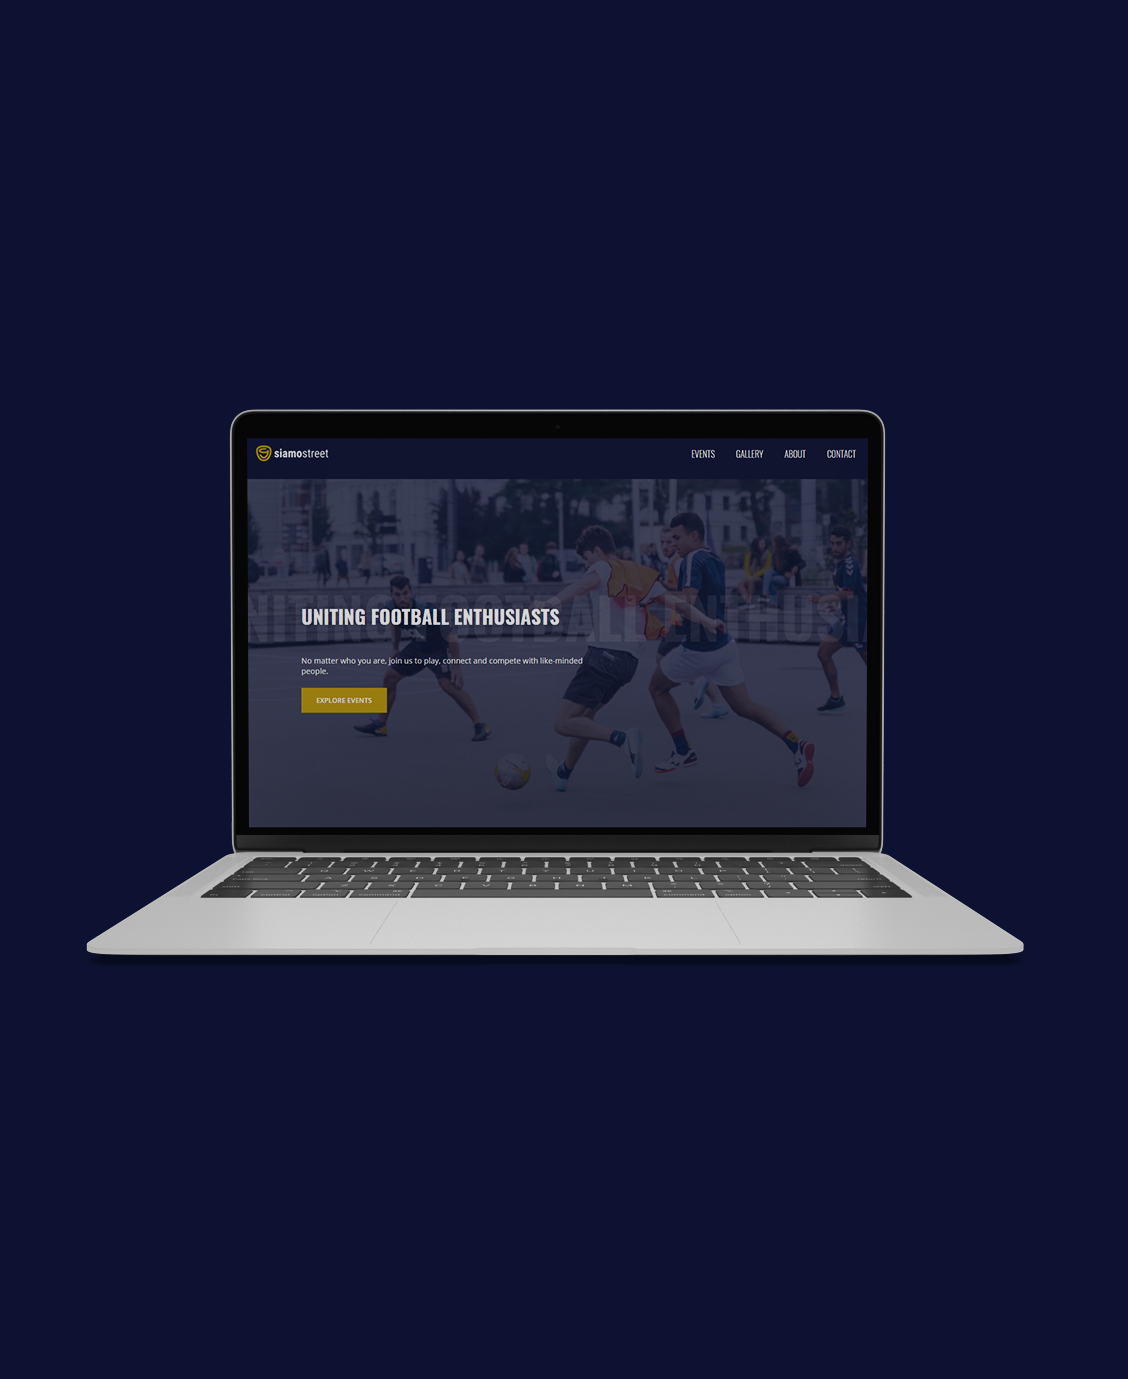 siamostreet
EVENTS GALLERY ABOUT CONTACT
UNITING FOOTBALL ENTHUSIASTS
No matter who you are, join us to play, connect and compete with like-minded
people.
EXPLORE EVENTS